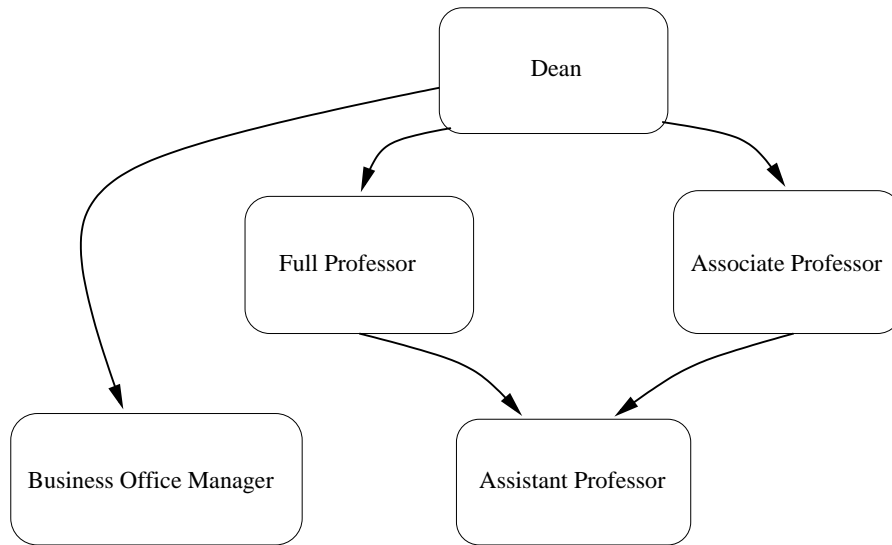 Dean
Full Professor
Associate Professor
Business Office Manager
Assistant Professor